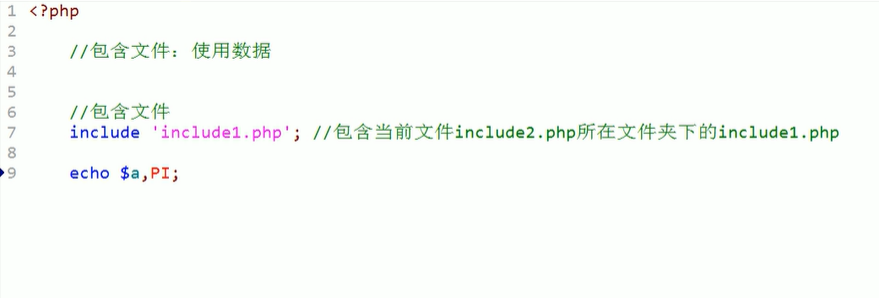 1 <?php
2
3 //包含文件：使用数据
4
5
6 //包含文件
7 include 'include1.php'; //包含当前文件include2.php所在文件夹下的include1.php
8
9 echo $a,PI;